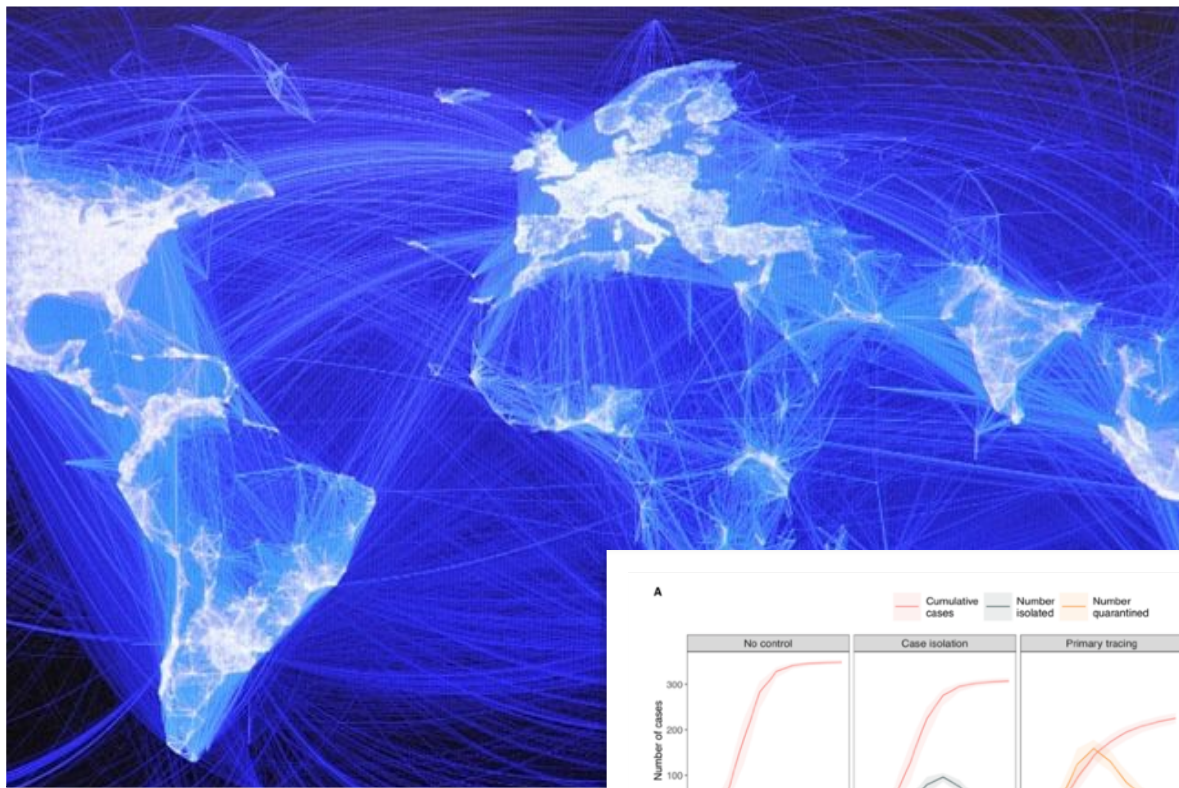 A
Cumulative
cases
Number
isolated
Number
quarantined
No control
Case isolation
Primary tracing
Number of cases
300
200
100